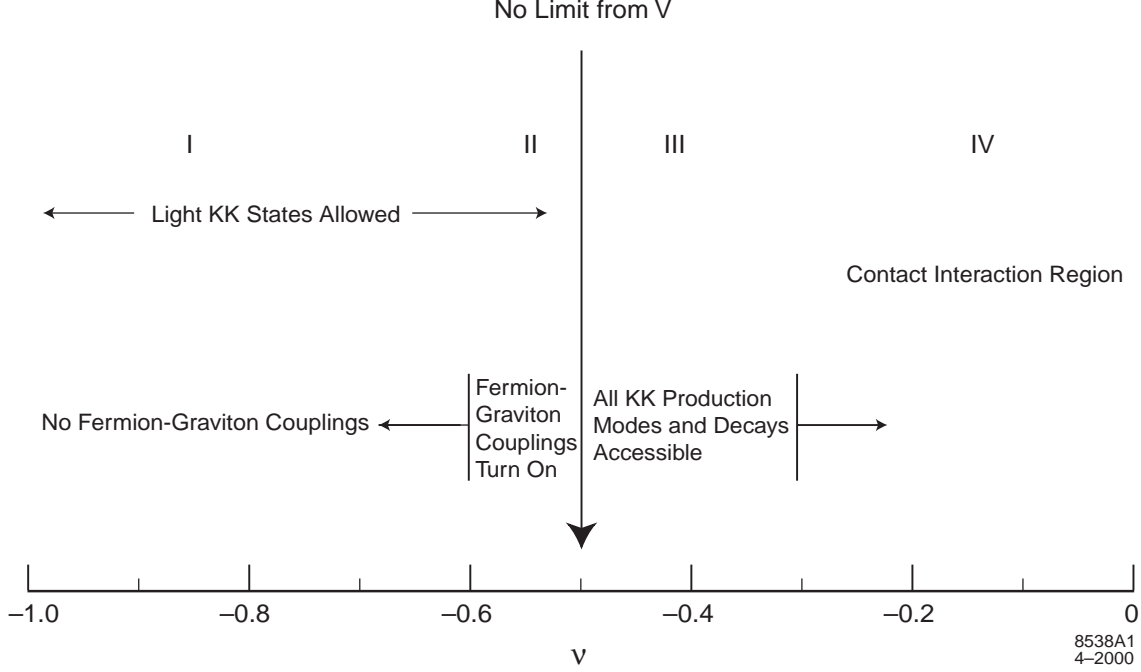 No Limit from V
I
II
III
IV
Light KK States Allowed
Contact Interaction Region
No Fermion-Graviton Couplings
Fermion-
Graviton
Couplings
Turn On
All KK Production
Modes and Decays
Accessible
–1.0
–0.8
–0.6
–0.4
–0.2
0
ν
8538A1
4–2000